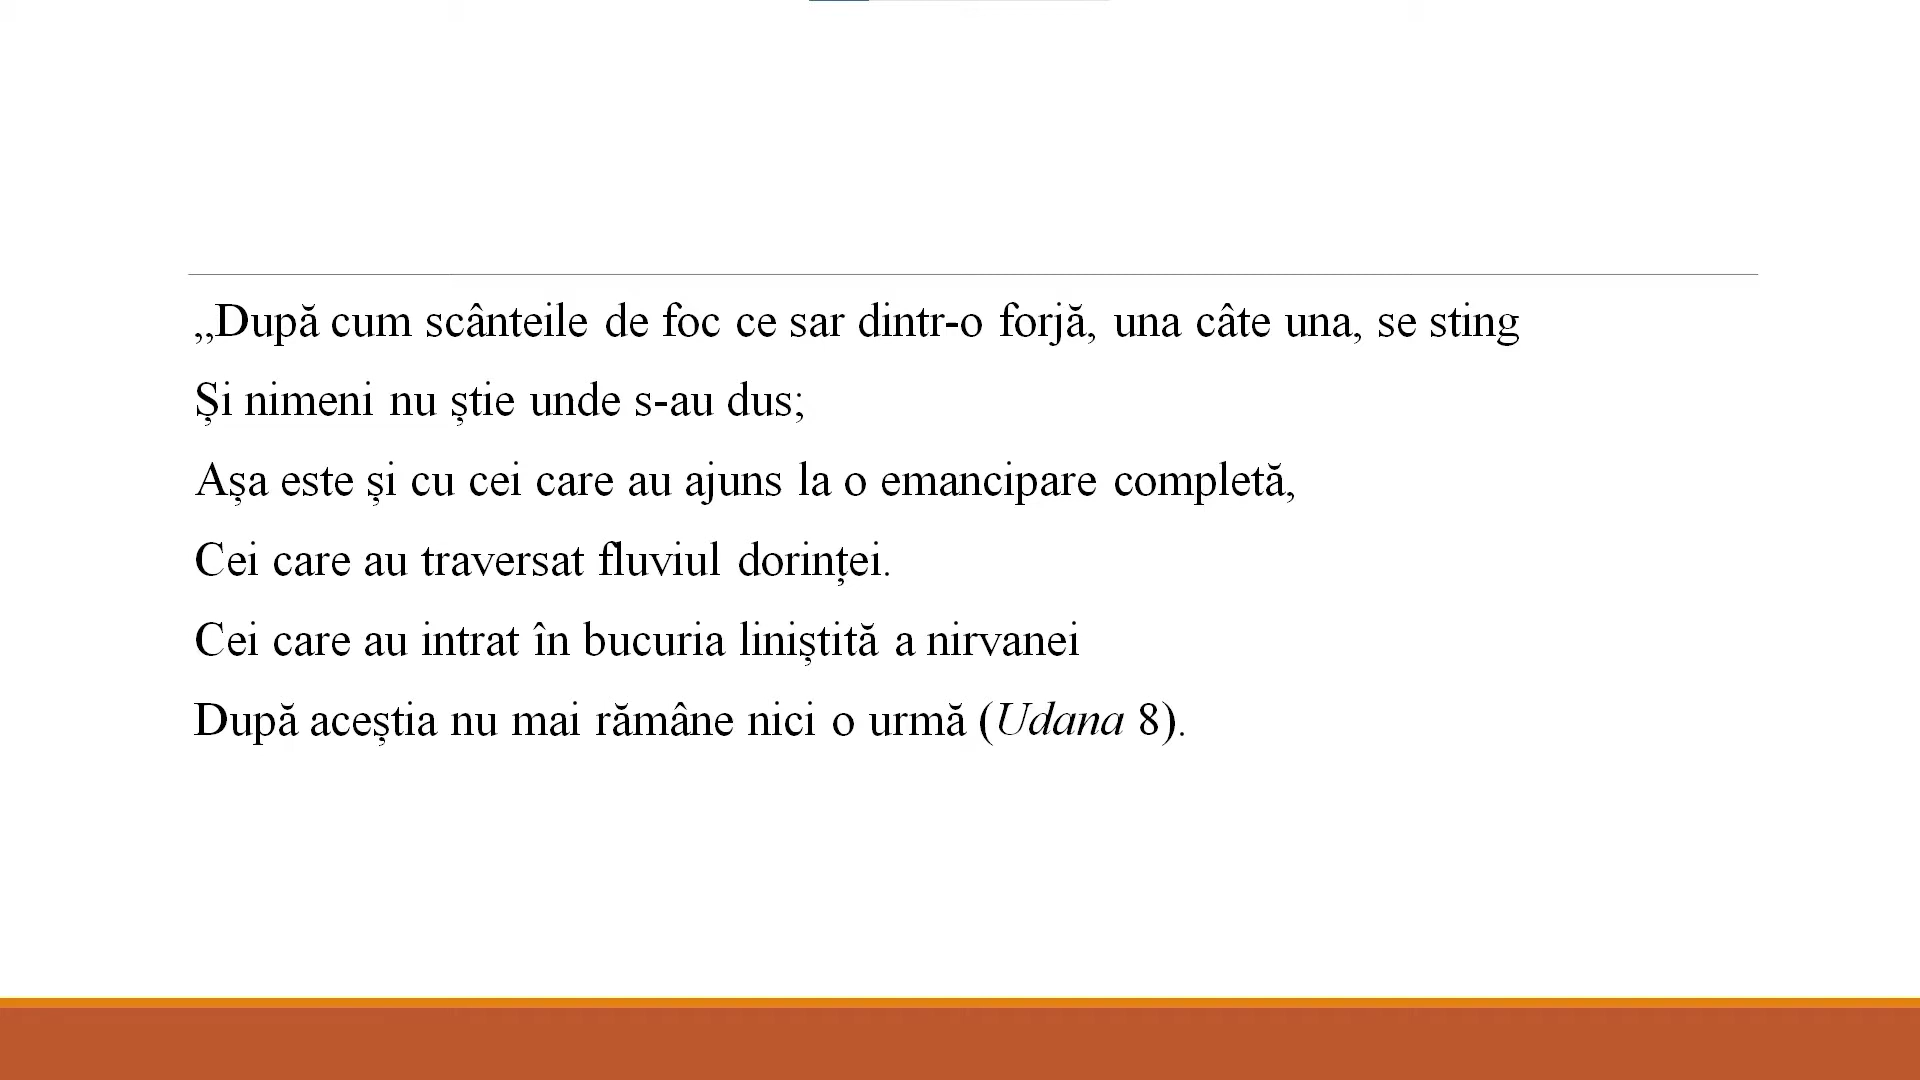 „După cum scânteile de foc ce sar dintr-o forjă, una câte una, se sting
Și nimeni nu știe unde s-au dus;
Așa este și cu cei care au ajuns la o emancipare completă,
Cei care au traversat fluviul dorinței.
Cei care au intrat în bucuria liniștită a nirvanei
După aceștia nu mai rămâne nici o urmă (Udana 8).